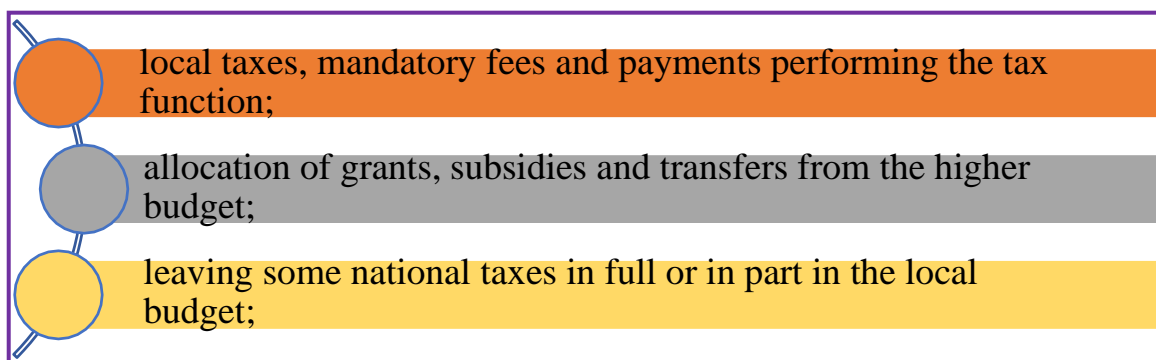 local taxes, mandatory fees and payments performing the tax
function;
allocation of grants, subsidies and transfers from the higher
budget;
leaving some national taxes in full or in part in the local
budget;